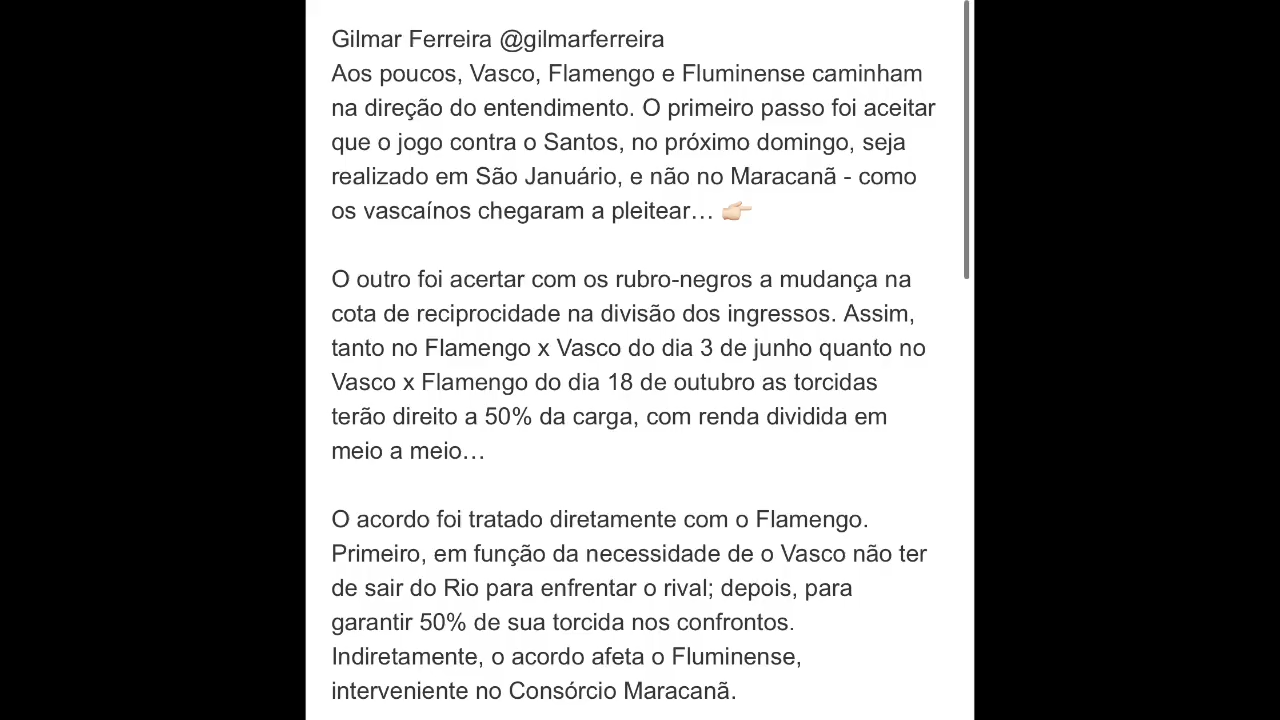 Gilmar Ferreira @gilmarferreira
Aos poucos, Vasco, Flamengo e Fluminense caminham
na direção do entendimento. O primeiro passo foi aceitar
que o jogo contra o Santos, no próximo domingo, seja
realizado em São Januário, e não no Maracanã - como
os vascaínos chegaram a pleitear… 👉🏻
O outro foi acertar com os rubro-negros a mudança na
cota de reciprocidade na divisão dos ingressos. Assim,
tanto no Flamengo x Vasco do dia 3 de junho quanto no
Vasco x Flamengo do dia 18 de outubro as torcidas
terão direito a 50% da carga, com renda dividida em
meio a meio…
O acordo foi tratado diretamente com o Flamengo.
Primeiro, em função da necessidade de o Vasco não ter
de sair do Rio para enfrentar o rival; depois, para
garantir 50% de sua torcida nos confrontos.
Indiretamente, o acordo afeta o Fluminense,
interveniente no Consórcio Maracanã.